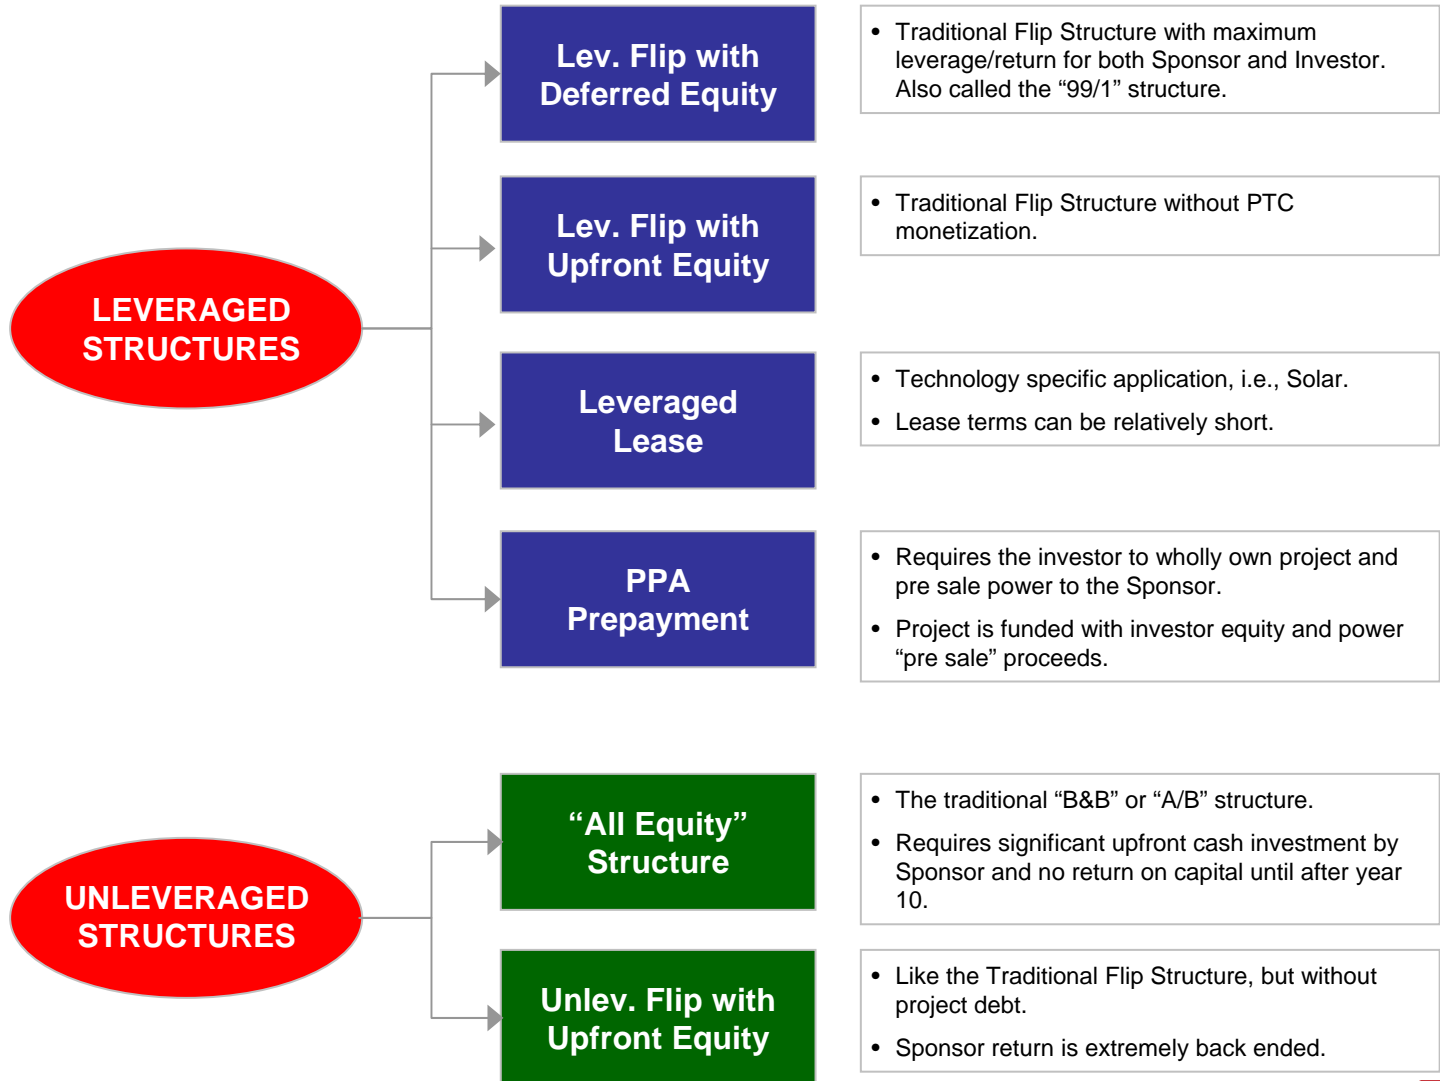 LEVERAGED
STRUCTURES
Lev. Flip with
Deferred Equity
• Traditional Flip Structure with maximum
leverage/return for both Sponsor and Investor.
Also called the “99/1” structure.
Lev. Flip with
Upfront Equity
• Traditional Flip Structure without PTC
monetization.
Leveraged
Lease
• Technology specific application, i.e., Solar.
• Lease terms can be relatively short.
PPA
Prepayment
• Requires the investor to wholly own project and
pre sale power to the Sponsor.
• Project is funded with investor equity and power
“pre sale” proceeds.
UNLEVERAGED
STRUCTURES
“All Equity”
Structure
• The traditional “B&B” or “A/B” structure.
• Requires significant upfront cash investment by
Sponsor and no return on capital until after year
10.
Unlev. Flip with
Upfront Equity
• Like the Traditional Flip Structure, but without
project debt.
• Sponsor return is extremely back ended.